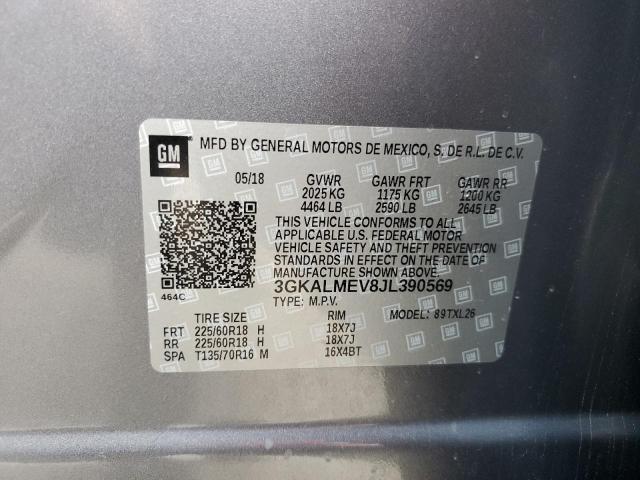 GM
MFD BY GENERAL MOTORS DE MEXICO, S. DE R.L. DE C.V.
05/18 GVWR GAWR FRT GAWR RR
2025 KG 1175 KG 1200 KG
4464 LB 2590 LB 2645 LB
THIS VEHICLE CONFORMS TO ALL
APPLICABLE U.S. FEDERAL MOTOR
VEHICLE SAFETY AND THEFT PREVENTION
STANDARDS IN EFFECT ON THE DATE OF
MANUFACTURE SHOWN ABOVE.
3GKALMEV8JL390569
464C
TYPE: M.P.V.
TIRE SIZE RIM MODEL: 89TXL26
FRT 225/60R18 H 18X7J
RR 225/60R18 H 18X7J
SPA T135/70R16 M 16X4BT